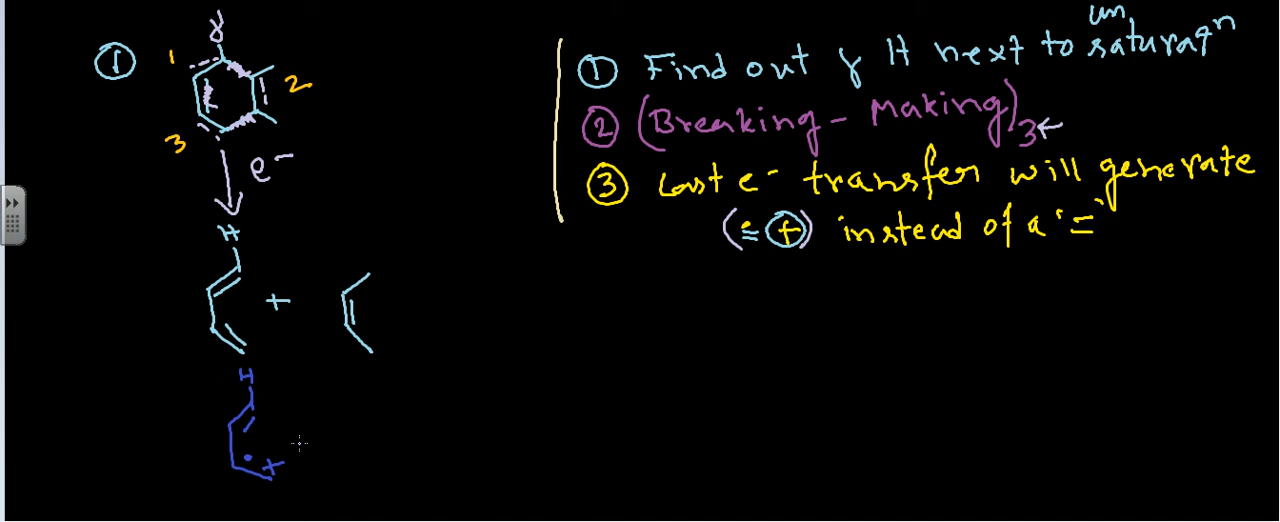 ① γ
1
2
3
e⁻
H
+
H
• +
① Find out γ H next to unsaturaqⁿ
② (Breaking - Making)₃ ←
③ Last e⁻ transfer will generate
(• +) instead of a '='